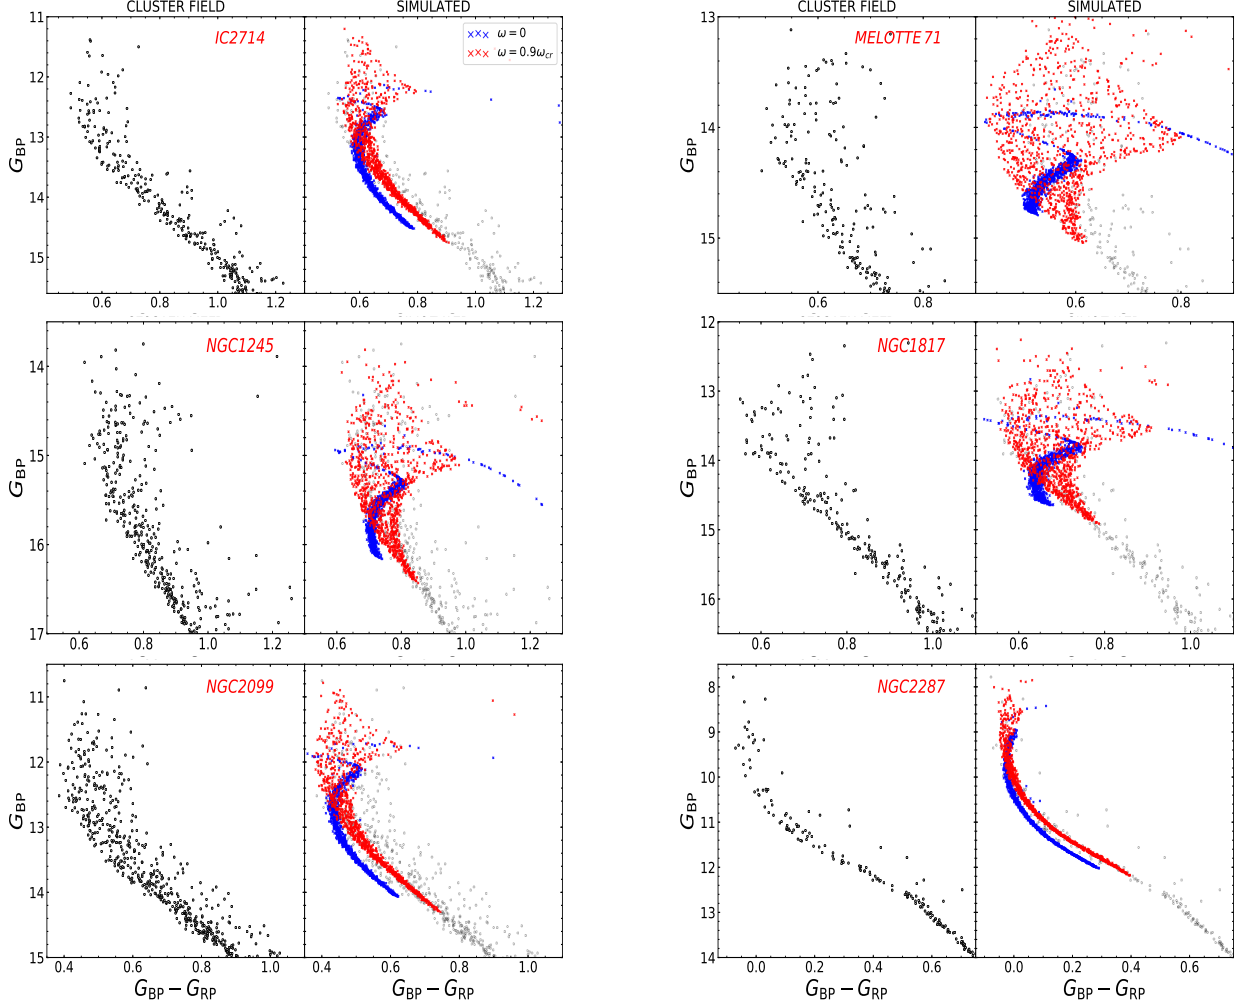 CLUSTER FIELD SIMULATED CLUSTER FIELD SIMULATED
IC2714
ω = 0
ω = 0.9ω_cr
11
12
13
14
15
G_BP
0.6 0.8 1.0 1.2 0.6 0.8 1.0 1.2
MELOTTE 71
13
14
15
G_BP
0.6 0.8 0.6 0.8
NGC1245
14
15
16
17
G_BP
0.6 0.8 1.0 1.2 0.6 0.8 1.0 1.2
NGC1817
12
13
14
15
16
G_BP
0.6 0.8 1.0 0.6 0.8 1.0
NGC2099
11
12
13
14
15
G_BP
0.4 0.6 0.8 1.0 0.4 0.6 0.8 1.0
G_BP − G_RP G_BP − G_RP
NGC2287
8
9
10
11
12
13
14
G_BP
0.0 0.2 0.4 0.6 0.0 0.2 0.4 0.6
G_BP − G_RP G_BP − G_RP